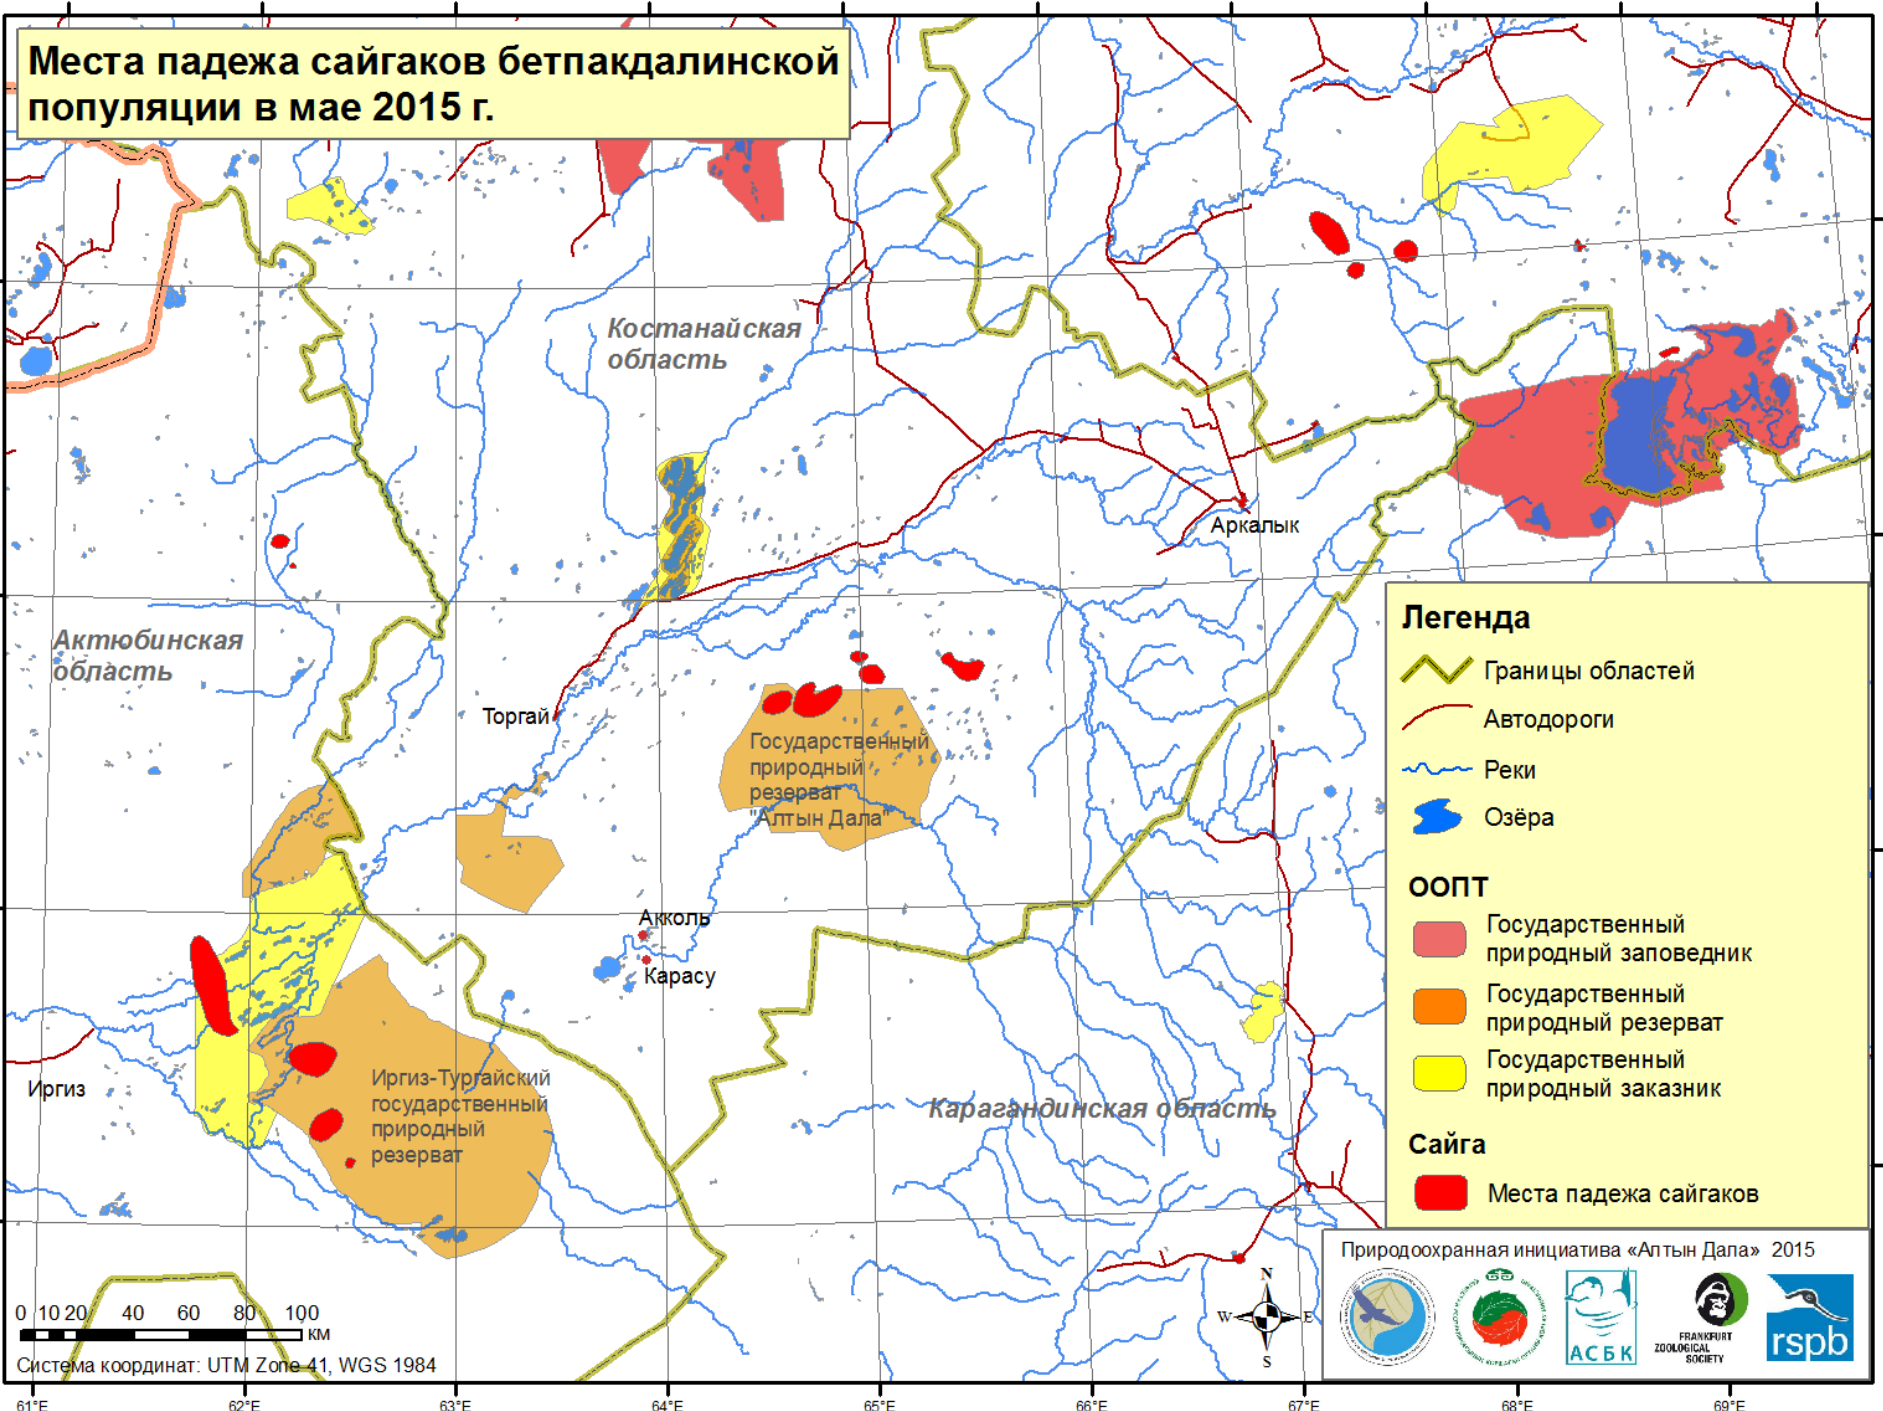 Места падежа сайгаков бетпакдалинской
популяции в мае 2015 г.
Костанайская
область
Аркалык
Актюбинская
область
Торгай
Государственный
природный
резерват
"Алтын Дала"
Акколь
Карасу
Иргиз
Иргиз-Тургайский
государственный
природный
резерват
Карагандинская область
Легенда
Границы областей
Автодороги
Реки
Озёра
ООПТ
Государственный
природный заповедник
Государственный
природный резерват
Государственный
природный заказник
Сайга
Места падежа сайгаков
Природоохранная инициатива «Алтын Дала» 2015
АСБК
FRANKFURT
ZOOLOGICAL
SOCIETY
rspb
N
W E
S
0 10 20 40 60 80 100
км
Система координат: UTM Zone 41, WGS 1984
61°E 62°E 63°E 64°E 65°E 66°E 67°E 68°E 69°E